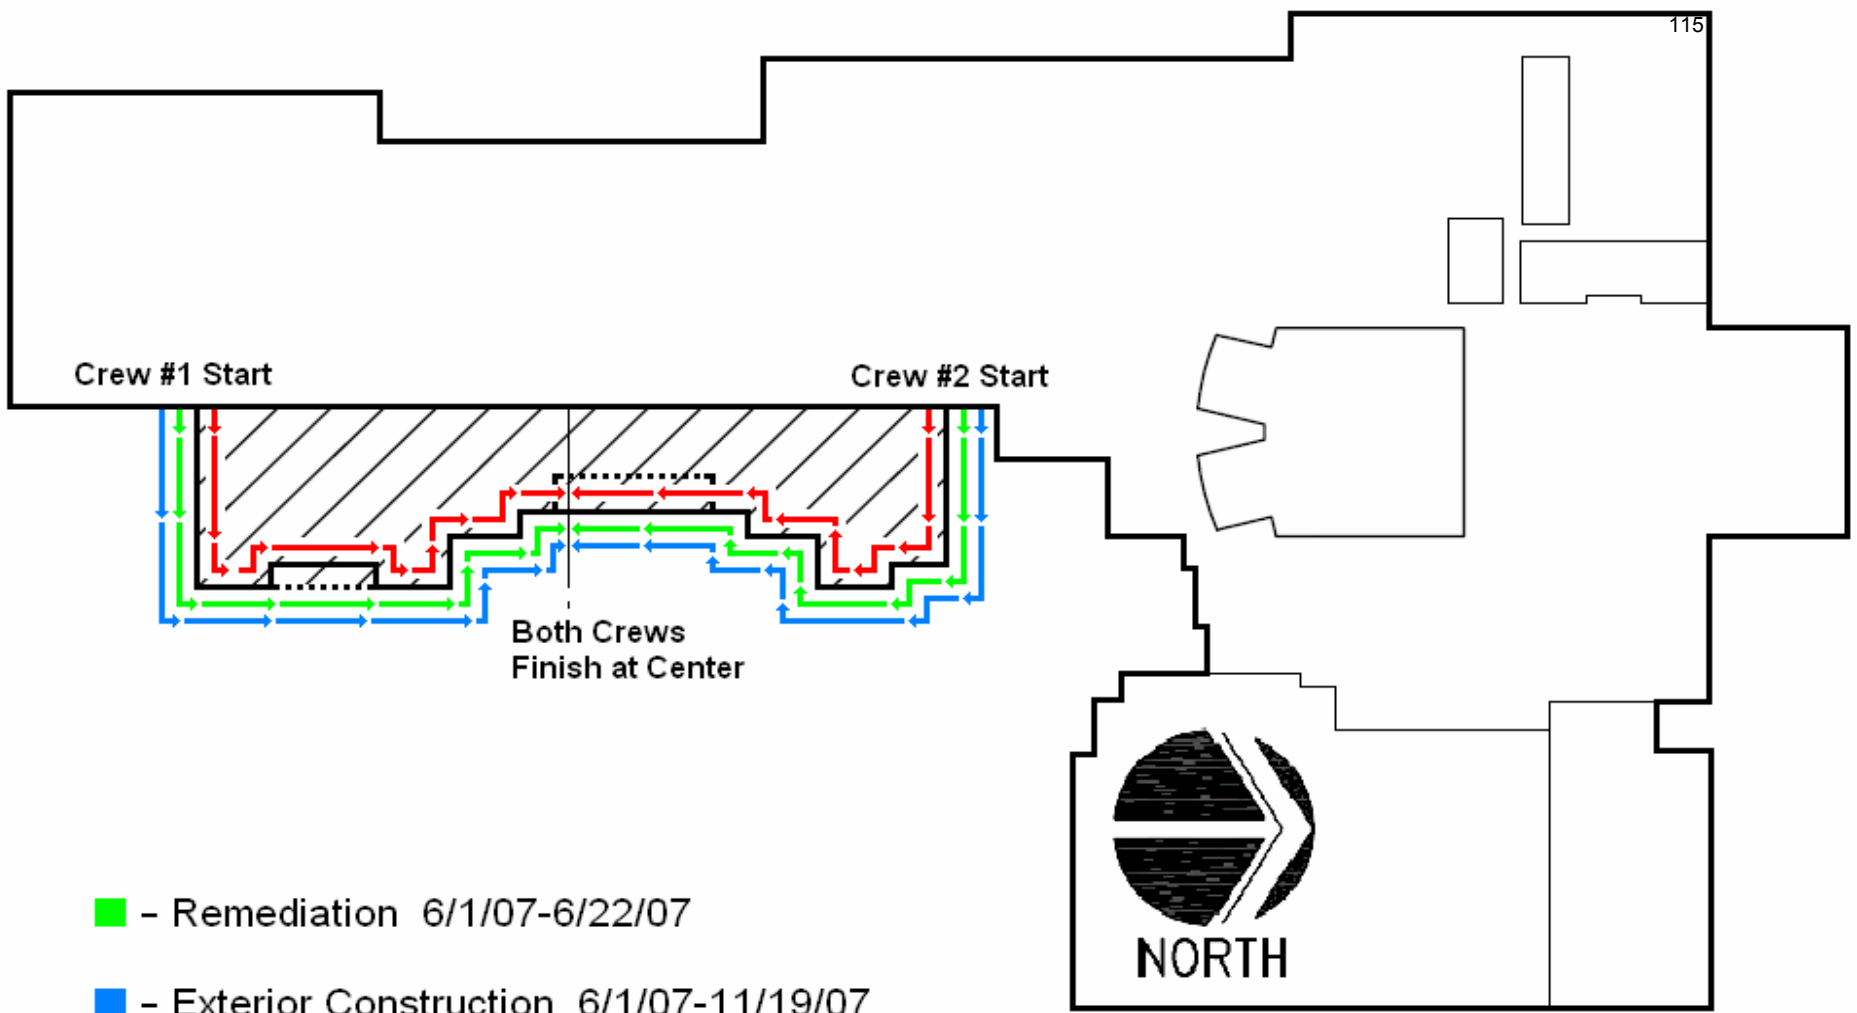 115
Crew #1 Start
Crew #2 Start
Both Crews
Finish at Center
NORTH
– Remediation 6/1/07-6/22/07
– Exterior Construction 6/1/07-11/19/07